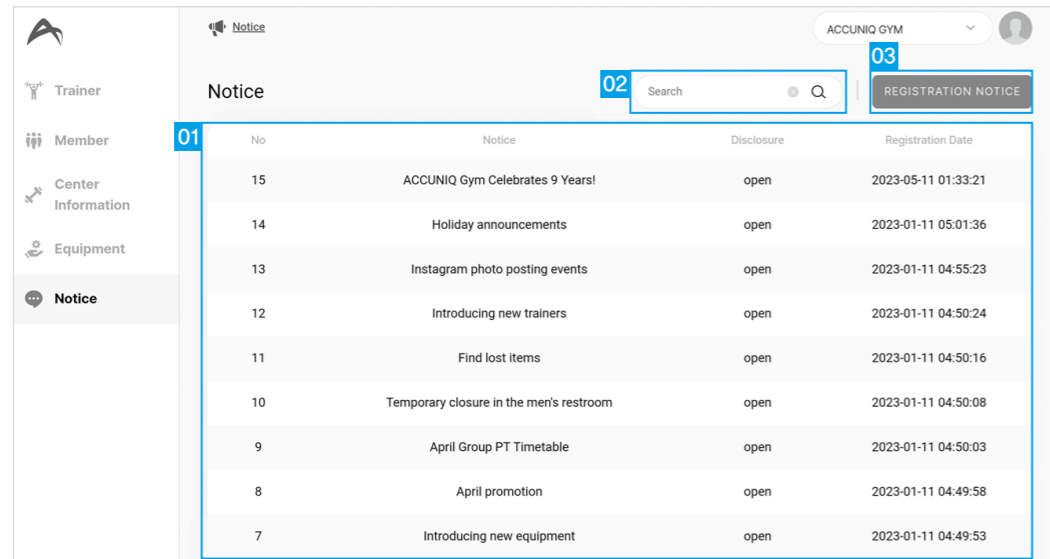 Notice
ACCUNIQ GYM
03
Trainer
Member
Center
Information
Equipment
Notice
Notice
02
Search
REGISTRATION NOTICE
01
No Notice Disclosure Registration Date
15 ACCUNIQ Gym Celebrates 9 Years! open 2023-05-11 01:33:21
14 Holiday announcements open 2023-01-11 05:01:36
13 Instagram photo posting events open 2023-01-11 04:55:23
12 Introducing new trainers open 2023-01-11 04:50:24
11 Find lost items open 2023-01-11 04:50:16
10 Temporary closure in the men's restroom open 2023-01-11 04:50:08
9 April Group PT Timetable open 2023-01-11 04:50:03
8 April promotion open 2023-01-11 04:49:58
7 Introducing new equipment open 2023-01-11 04:49:53